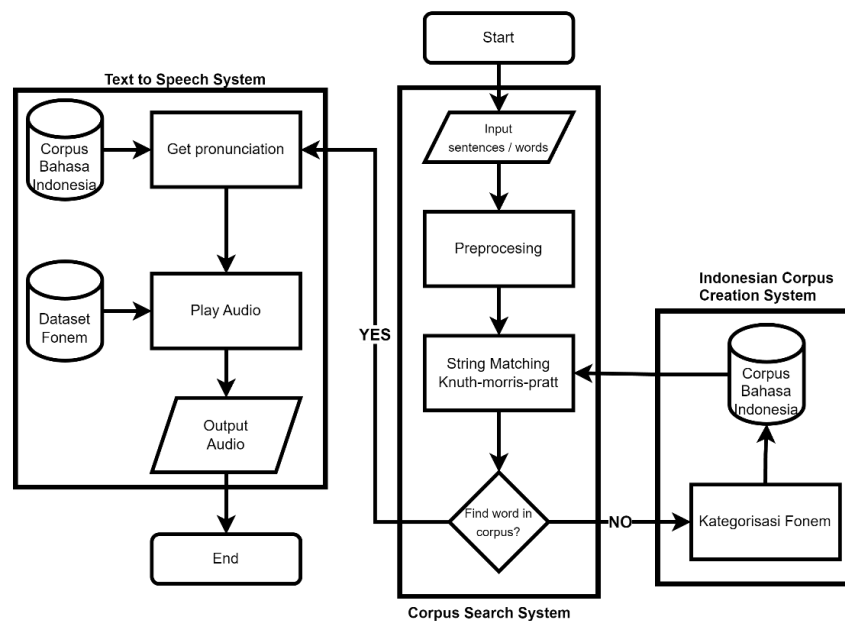 Start
Text to Speech System
Corpus
Bahasa
Indonesia
Get pronunciation
Input
sentences / words
Preprocesing
Indonesian Corpus
Creation System
Dataset
Fonem
Play Audio
YES
String Matching
Knuth-morris-pratt
Corpus
Bahasa
Indonesia
Output
Audio
Find word in
corpus?
NO
Kategorisasi Fonem
End
Corpus Search System